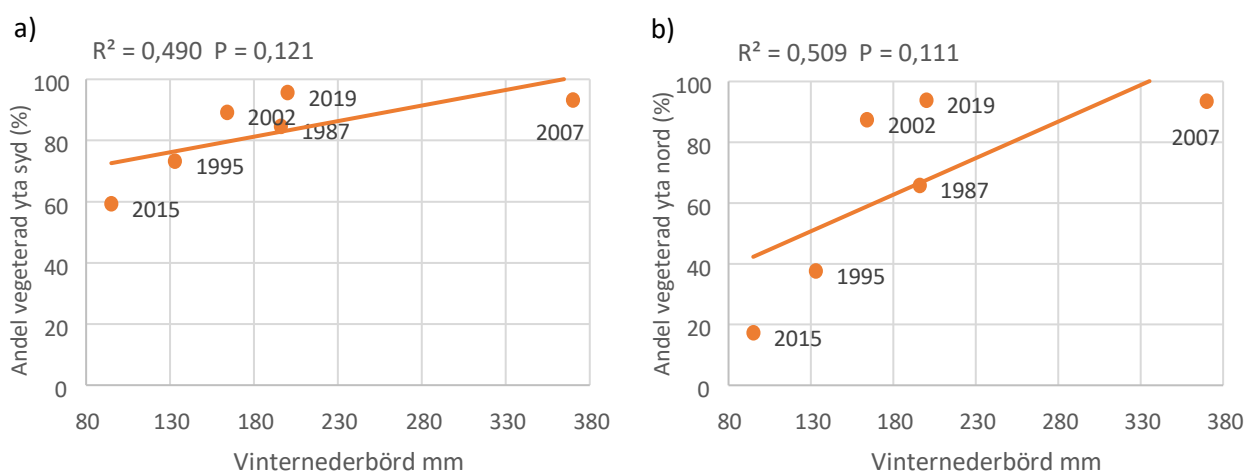 a)
R² = 0,490 P = 0,121
Andel vegeterad yta syd (%)
100
80
60
40
20
0
2019
2002
1987
2007
1995
2015
80 130 180 230 280 330 380
Vinternederbörd mm
b)
R² = 0,509 P = 0,111
Andel vegeterad yta nord (%)
100
80
60
40
20
0
2019
2002
2007
1987
1995
2015
80 130 180 230 280 330 380
Vinternederbörd mm